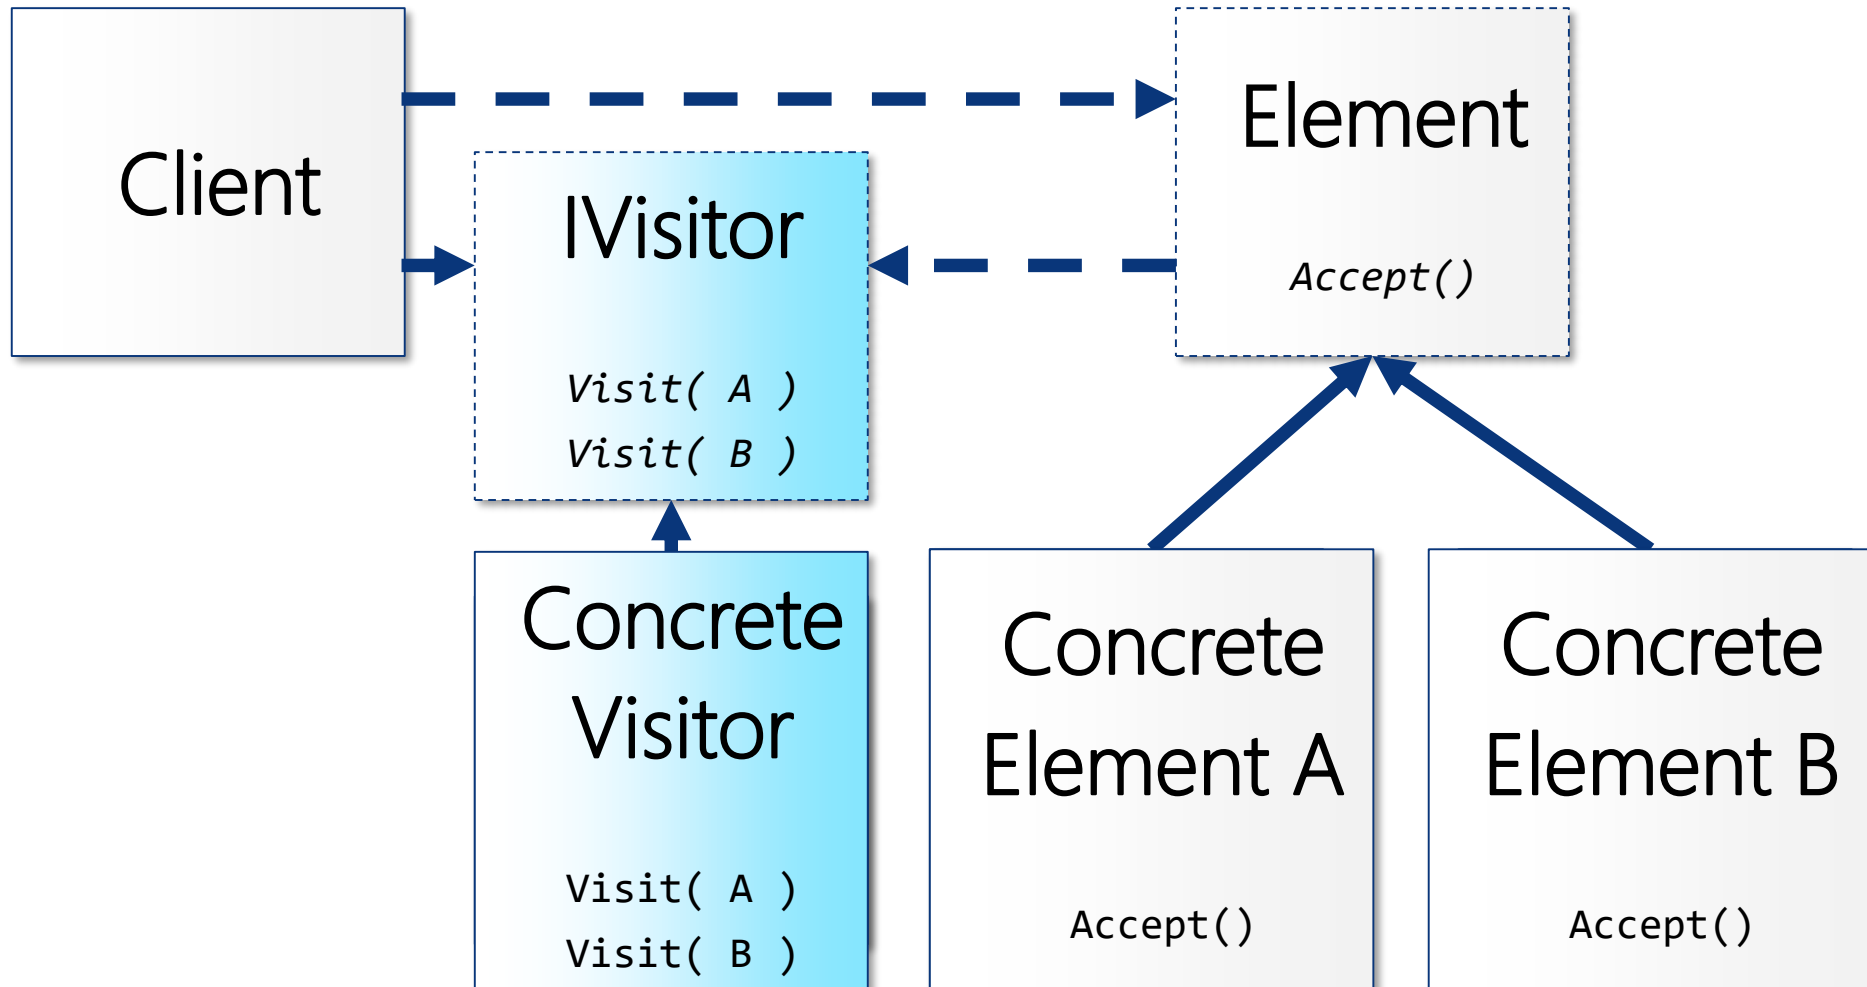 Client
IVisitor
Visit( A )
Visit( B )
Element
Accept()
Concrete
Visitor
Visit( A )
Visit( B )
Concrete
Element A
Accept()
Concrete
Element B
Accept()